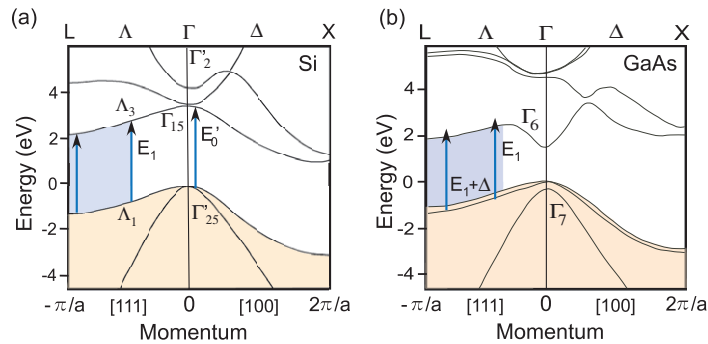 (a)
L Λ Γ Δ X
Γ'2
Si
Λ3
Γ15
E1
E'0
Λ1
Γ'25
4
2
0
-2
-4
Energy (eV)
-π/a [111] 0 [100] 2π/a
Momentum
(b)
L Λ Γ Δ X
GaAs
Γ6
E1
E1+Δ
Γ7
4
2
0
-2
-4
Energy (eV)
-π/a [111] 0 [100] 2π/a
Momentum